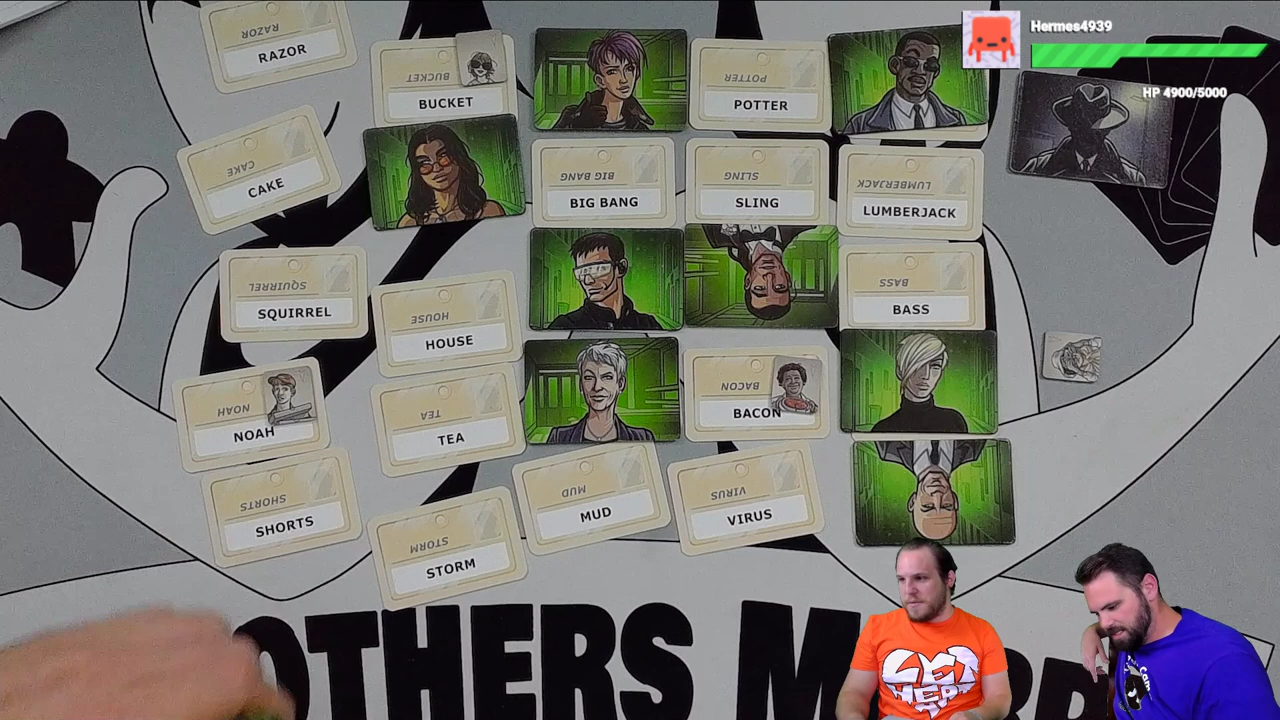 RAZOR
RAZOR
BUCKET
BUCKET
POTTER
POTTER
Hermes4939
HP 4900/5000
CAKE
CAKE
BIG BANG
BIG BANG
SLING
SLING
LUMBERJACK
LUMBERJACK
SQUIRREL
SQUIRREL
HOUSE
HOUSE
BASS
BASS
NOAH
NOAH
TEA
TEA
BACON
BACON
SHORTS
SHORTS
STORM
STORM
MUD
MUD
VIRUS
VIRUS
OTHERS M